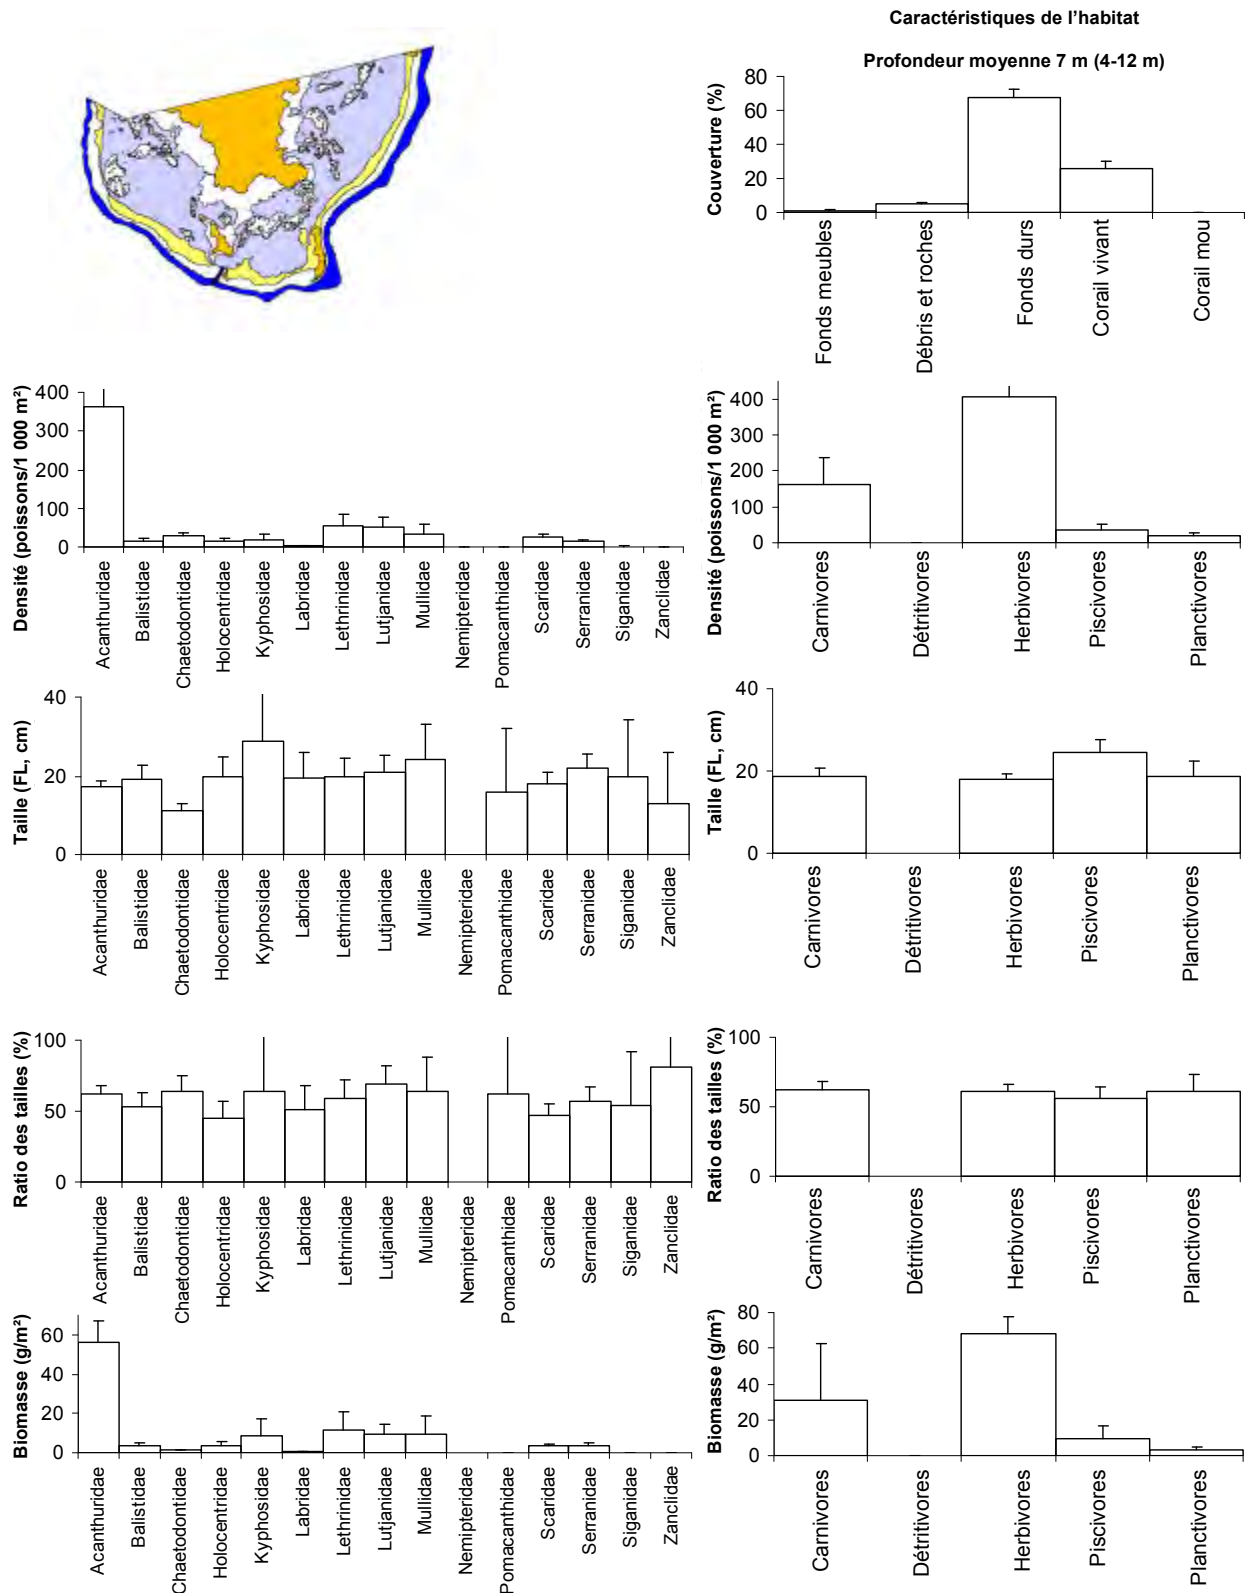 Caractéristiques de l'habitat
Profondeur moyenne 7 m (4-12 m)
Couverture (%)
80
60
40
20
0
Fonds meubles
Débris et roches
Fonds durs
Corail vivant
Corail mou
Densité (poissons/1 000 m²)
400
300
200
100
0
Acanthuridae
Balistidae
Chaetodontidae
Holocentridae
Kyphosidae
Labridae
Lethrinidae
Lutjanidae
Mullidae
Nemipteridae
Pomacanthidae
Scaridae
Serranidae
Siganidae
Zanclidae
Densité (poissons/1 000 m²)
400
300
200
100
0
Carnivores
Détritivores
Herbivores
Piscivores
Planctivores
Taille (FL, cm)
40
20
0
Acanthuridae
Balistidae
Chaetodontidae
Holocentridae
Kyphosidae
Labridae
Lethrinidae
Lutjanidae
Mullidae
Nemipteridae
Pomacanthidae
Scaridae
Serranidae
Siganidae
Zanclidae
Taille (FL, cm)
40
20
0
Carnivores
Détritivores
Herbivores
Piscivores
Planctivores
Ratio des tailles (%)
100
50
0
Acanthuridae
Balistidae
Chaetodontidae
Holocentridae
Kyphosidae
Labridae
Lethrinidae
Lutjanidae
Mullidae
Nemipteridae
Pomacanthidae
Scaridae
Serranidae
Siganidae
Zanclidae
Ratio des tailles (%)
100
50
0
Carnivores
Détritivores
Herbivores
Piscivores
Planctivores
Biomasse (g/m²)
60
40
20
0
Acanthuridae
Balistidae
Chaetodontidae
Holocentridae
Kyphosidae
Labridae
Lethrinidae
Lutjanidae
Mullidae
Nemipteridae
Pomacanthidae
Scaridae
Serranidae
Siganidae
Zanclidae
Biomasse (g/m²)
80
60
40
20
0
Carnivores
Détritivores
Herbivores
Piscivores
Planctivores